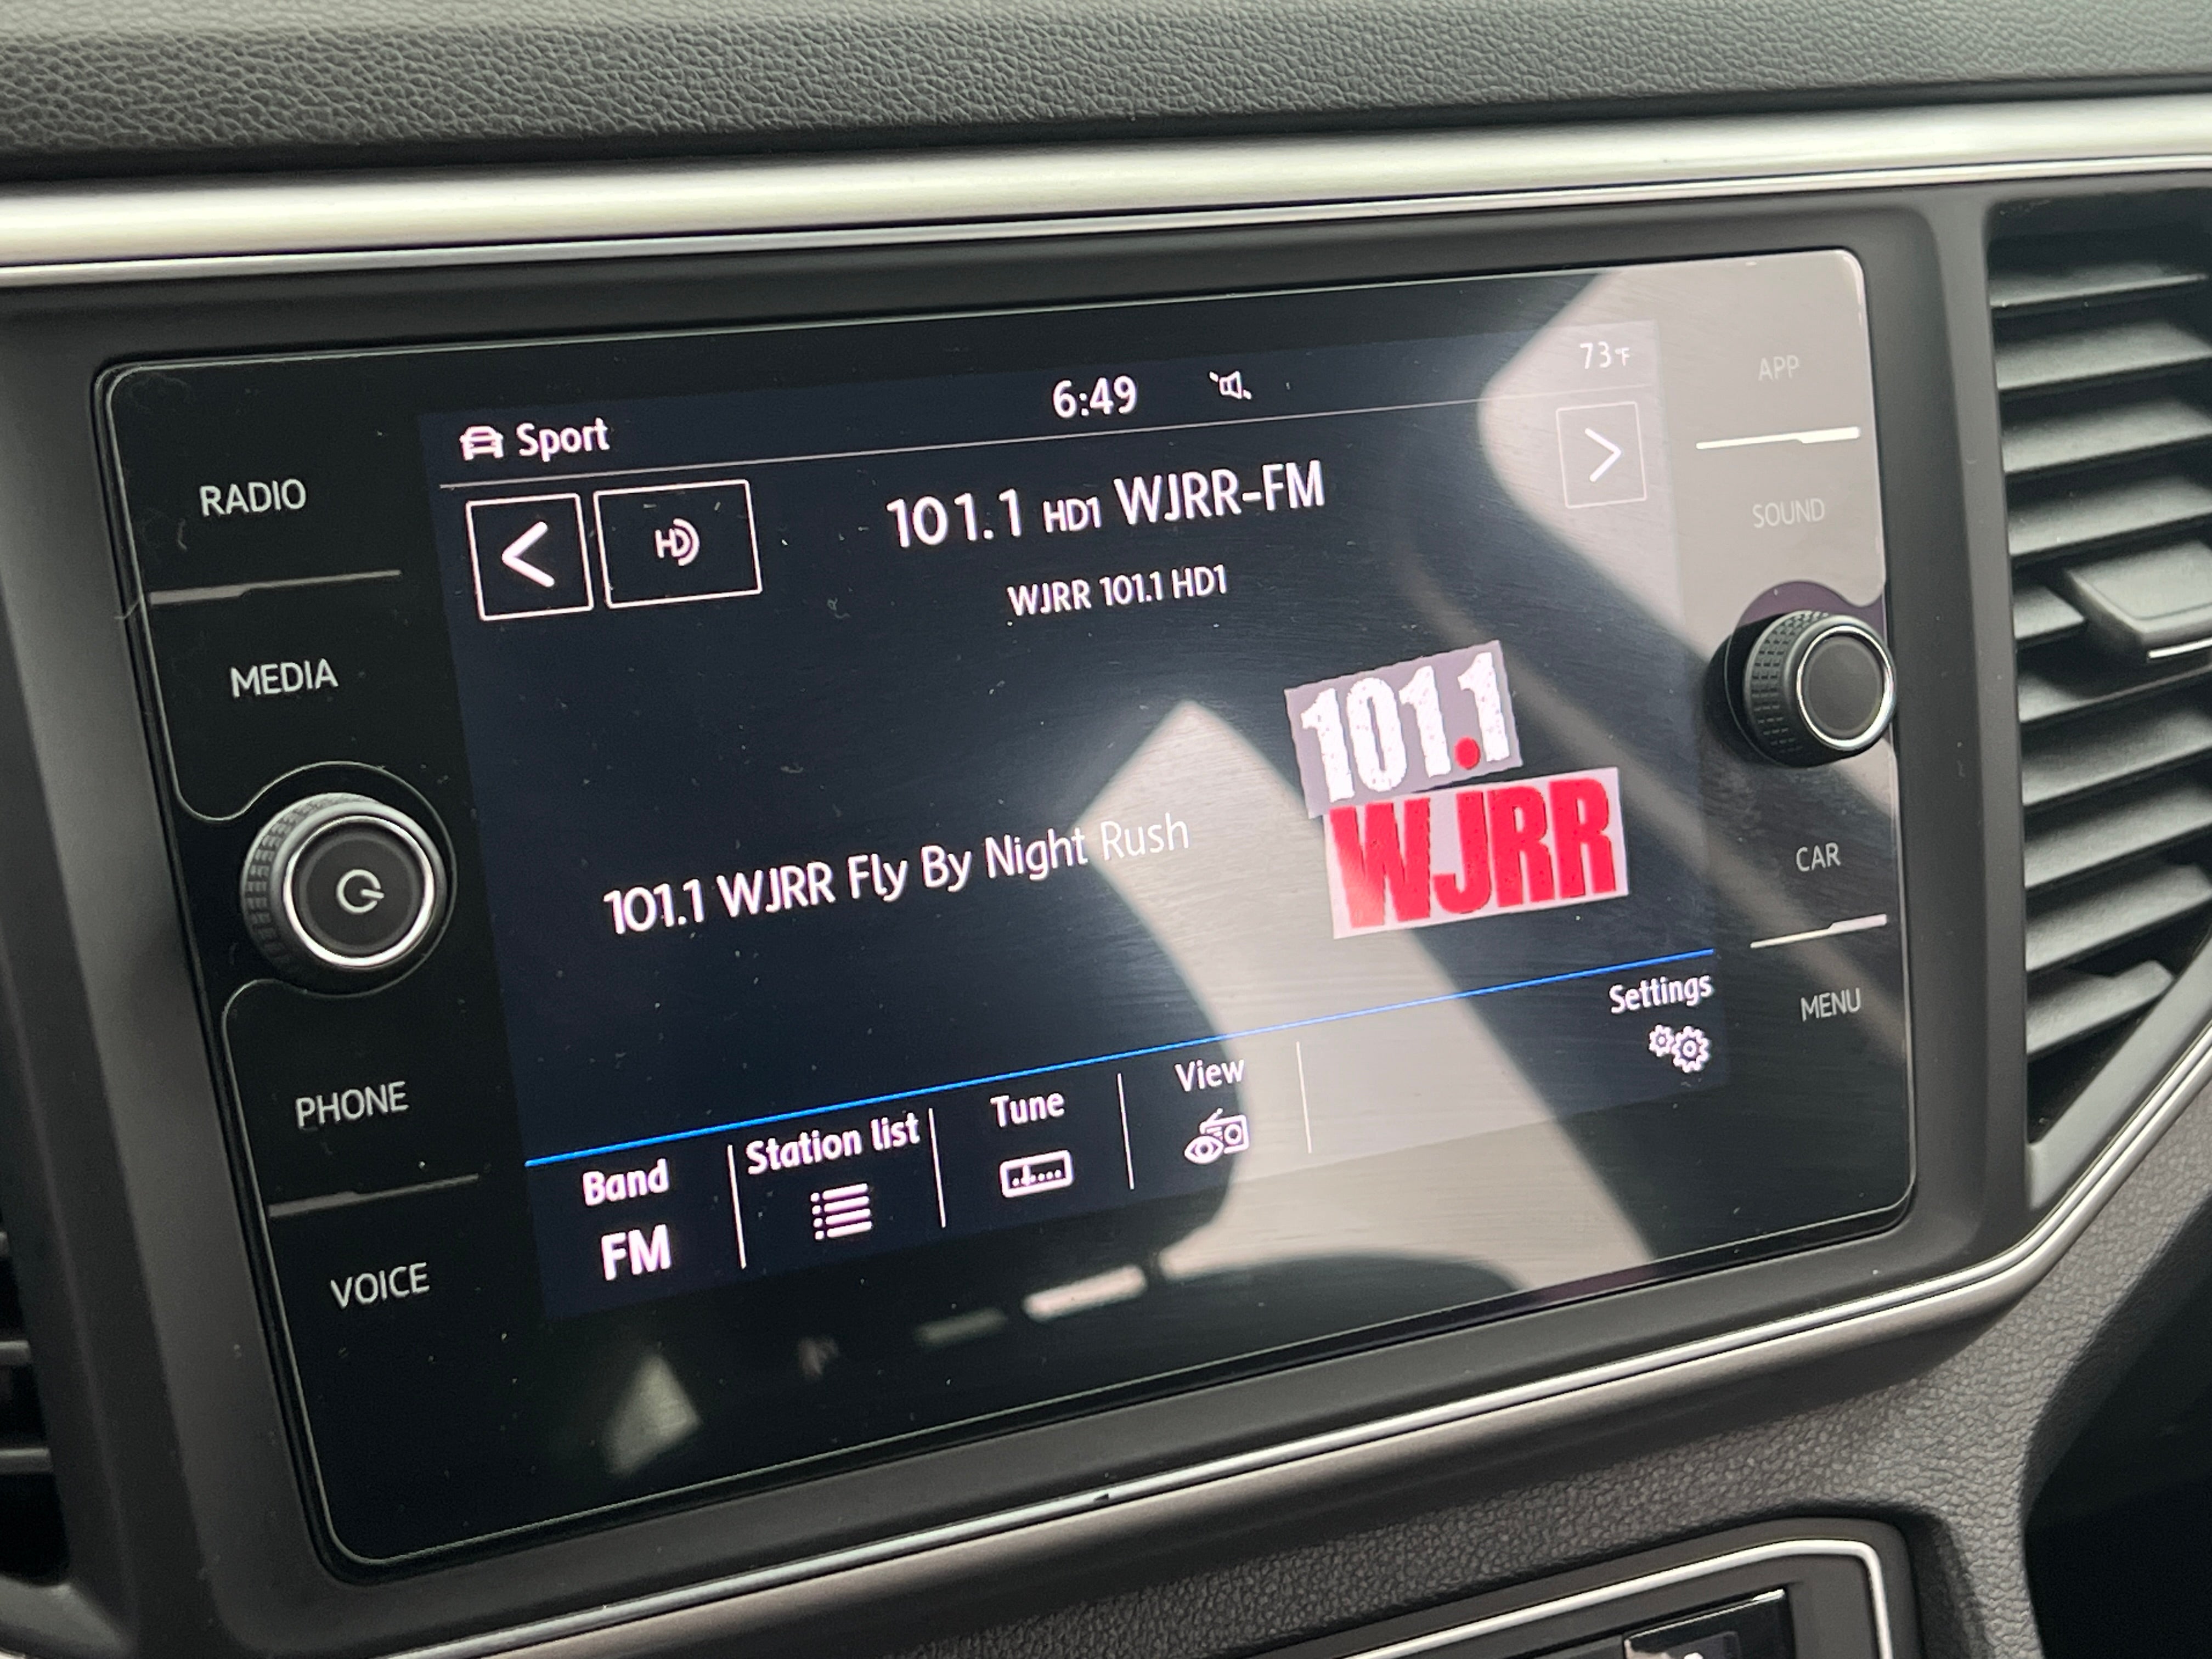 Sport
6:49
73°F
APP
RADIO
HD
101.1 HD1 WJRR-FM
SOUND
WJRR 101.1 HD1
MEDIA
101.1
WJRR
101.1 WJRR Fly By Night Rush
CAR
Settings
MENU
PHONE
Band
Station list
Tune
View
FM
VOICE